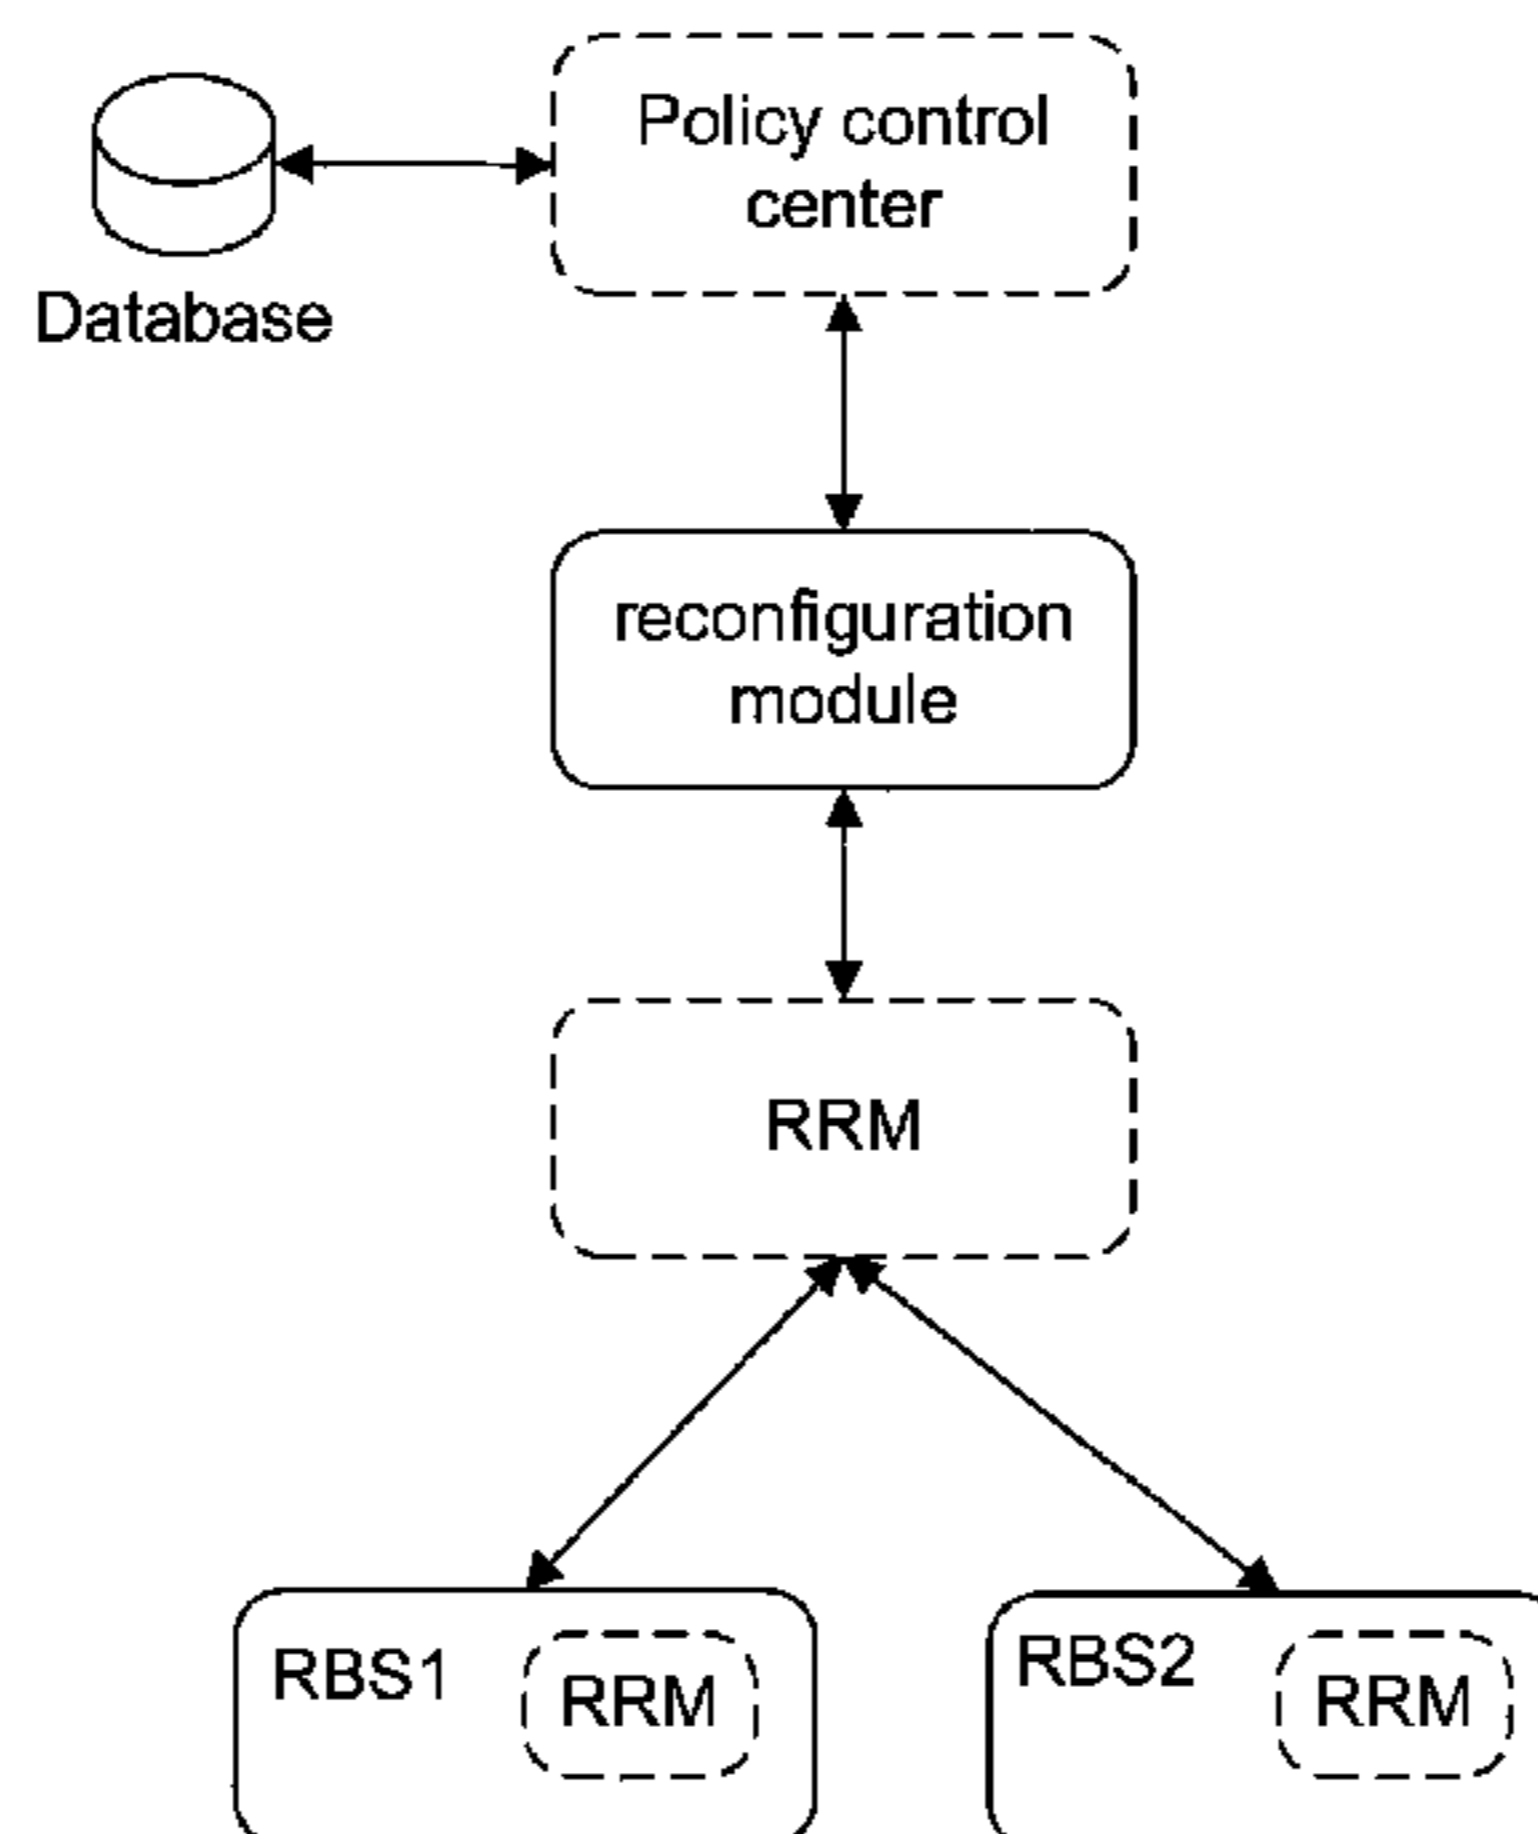 Policy control
center
Database
reconfiguration
module
RRM
RBS1
RRM
RBS2
RRM